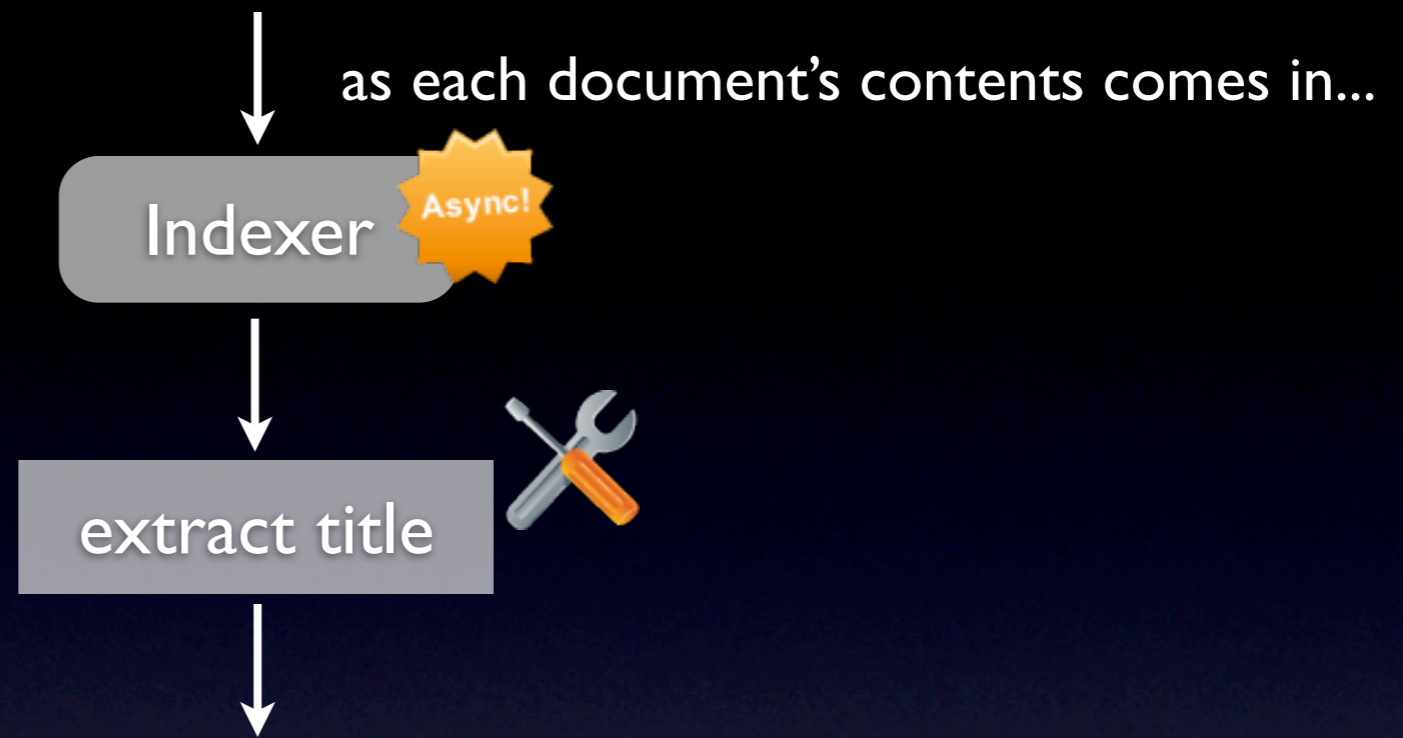 as each document’s contents comes in...
Indexer
Async!
extract title